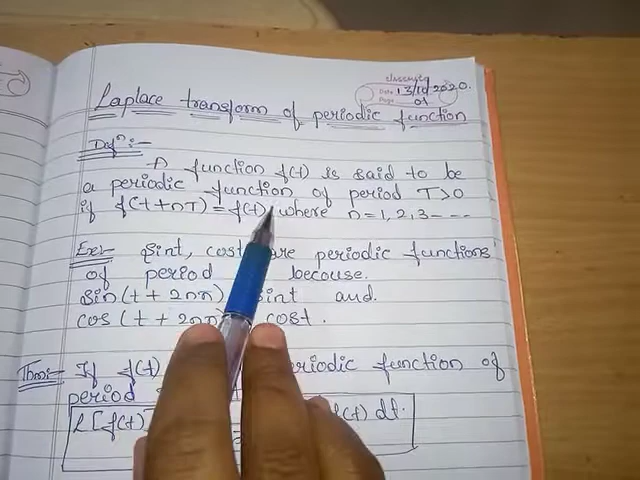 classmate
Date 13/10/2020.
Page 01
Laplace transform of periodic function
Defn:-
A function f(t) is said to be
a periodic function of period T>0
if f(t+nT) = f(t), where n=1,2,3----
Ex:- Sint, cost are periodic functions
of period because.
sin(t+2nπ) sint and.
cos(t+2nπ) cost.
Thm:- If f(t) periodic function of
period
L[f(t)] f(t) dt.